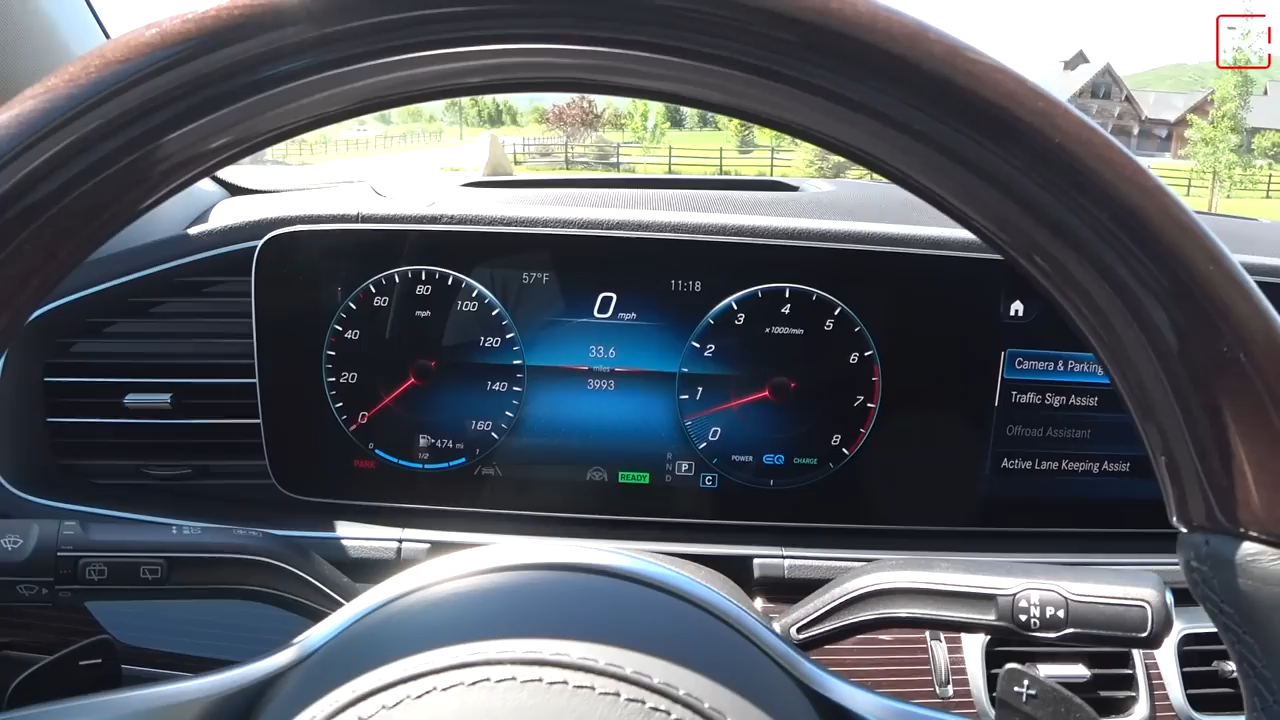 57°F
11:18
0 mph
33.6
miles
3993
0 20 40 60 80 100 120 140 160
mph
474 mi
0 1/2 1
PARK
READY
R
N
P
D
C
0 1 2 3 4 5 6 7 8
x1000/min
POWER EQ CHARGE
Camera & Parking
Traffic Sign Assist
Offroad Assistant
Active Lane Keeping Assist
R
N P
D
+